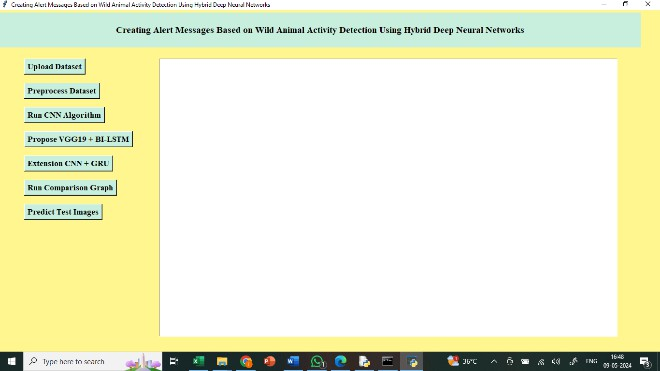 Creating Alert Messages Based on Wild Animal Activity Detection Using Hybrid Deep Neural Networks
Creating Alert Messages Based on Wild Animal Activity Detection Using Hybrid Deep Neural Networks
Upload Dataset
Preprocess Dataset
Run CNN Algorithm
Propose VGG19 + BI-LSTM
Extension CNN + GRU
Run Comparison Graph
Predict Test Images
Type here to search
36°C
ENG
16:48
09-05-2024